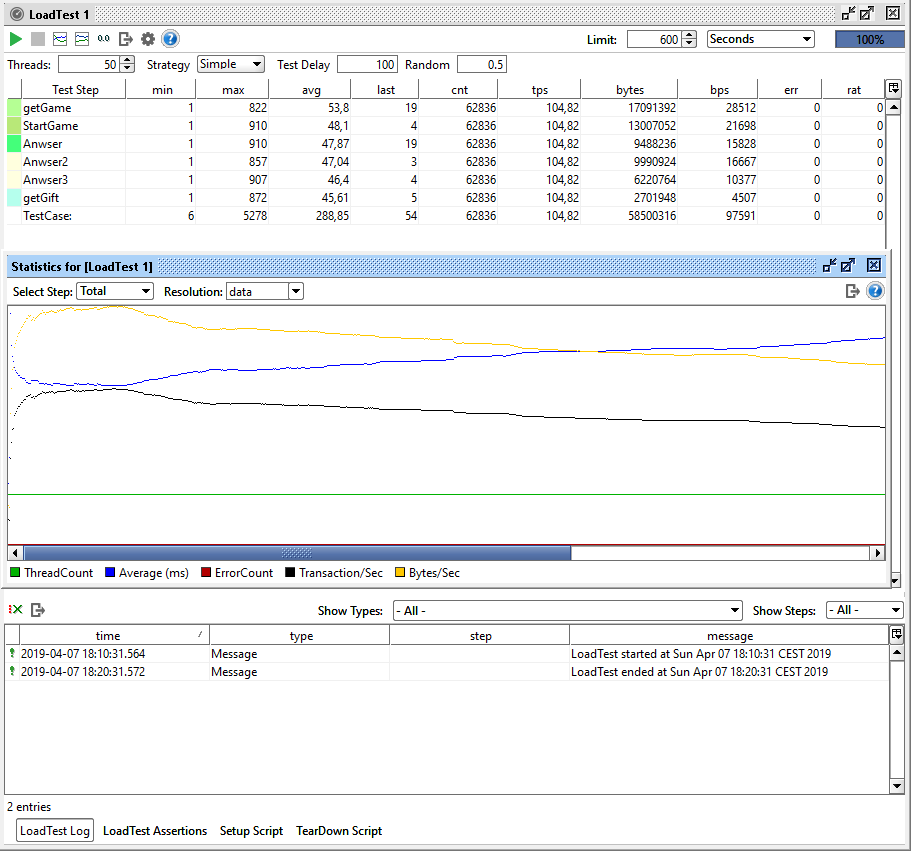 LoadTest 1
0.0 Limit: 600 Seconds 100%
Threads: 50 Strategy Simple Test Delay 100 Random 0.5
Test Step min max avg last cnt tps bytes bps err rat
getGame 1 822 53,8 19 62836 104,82 17091392 28512 0 0
StartGame 1 910 48,1 4 62836 104,82 13007052 21698 0 0
Anwser 1 910 47,87 19 62836 104,82 9488236 15828 0 0
Anwser2 1 857 47,04 3 62836 104,82 9990924 16667 0 0
Anwser3 1 907 46,4 4 62836 104,82 6220764 10377 0 0
getGift 1 872 45,61 5 62836 104,82 2701948 4507 0 0
TestCase: 6 5278 288,85 54 62836 104,82 58500316 97591 0 0
Statistics for [LoadTest 1]
Select Step: Total Resolution: data
ThreadCount Average (ms) ErrorCount Transaction/Sec Bytes/Sec
Show Types: - All - Show Steps: - All -
time type step message
2019-04-07 18:10:31.564 Message LoadTest started at Sun Apr 07 18:10:31 CEST 2019
2019-04-07 18:20:31.572 Message LoadTest ended at Sun Apr 07 18:20:31 CEST 2019
2 entries
LoadTest Log LoadTest Assertions Setup Script TearDown Script